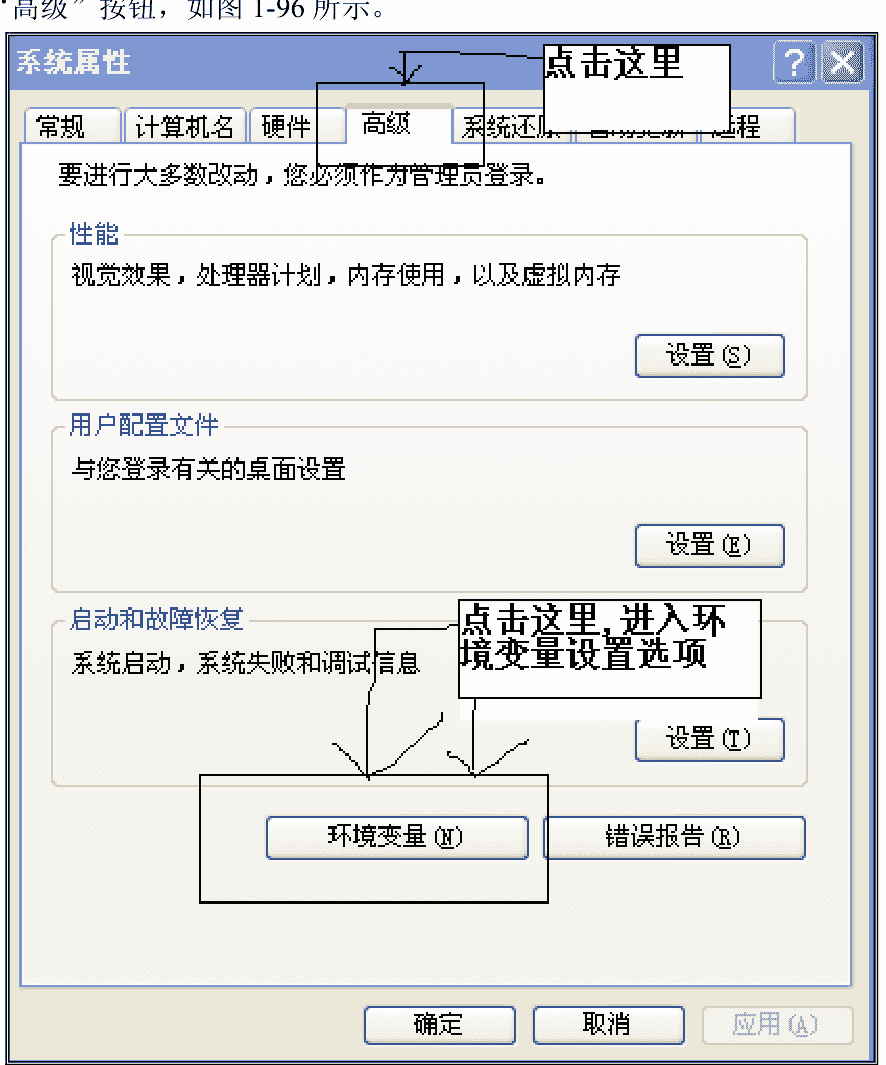 “高级”按钮，如图 1-96 所示。
系统属性
点击这里
常规 计算机名 硬件 高级 系统还原 远程
要进行大多数改动，您必须作为管理员登录。
性能
视觉效果，处理器计划，内存使用，以及虚拟内存
设置(S)
用户配置文件
与您登录有关的桌面设置
设置(E)
启动和故障恢复
点击这里,进入环
境变量设置选项
系统启动，系统失败和调试信息
设置(T)
环境变量(N) 错误报告(R)
确定 取消 应用(A)